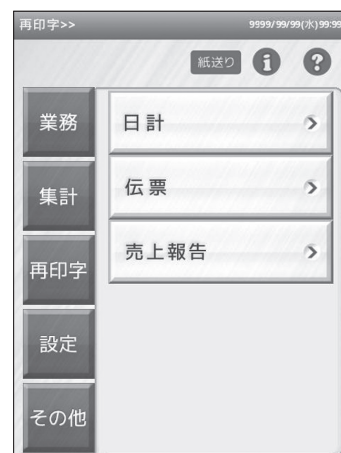 再印字>>
9999/99/99(水)99:99
紙送り
i
?
業務
集計
再印字
設定
その他
日計
伝票
売上報告